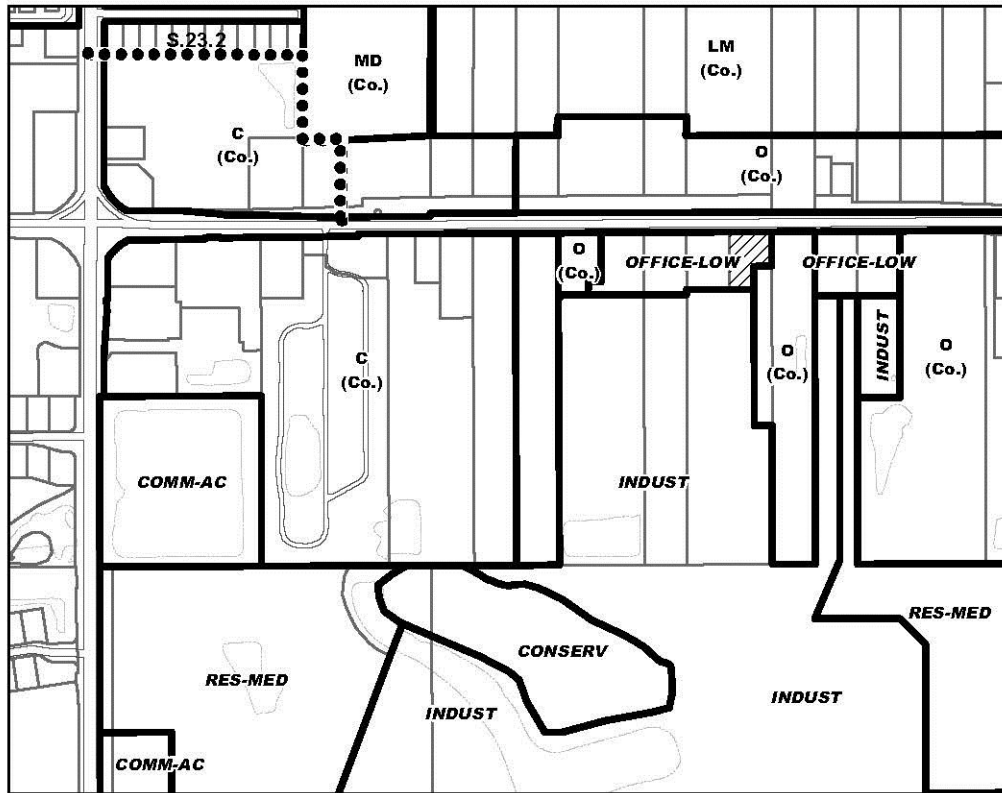 S.23.2
MD
(Co.)
LM
(Co.)
C
(Co.)
O
(Co.)
O
(Co.)
OFFICE-LOW
OFFICE-LOW
INDUST
C
(Co.)
O
(Co.)
O
(Co.)
COMM-AC
INDUST
RES-MED
CONSERV
RES-MED
INDUST
INDUST
COMM-AC